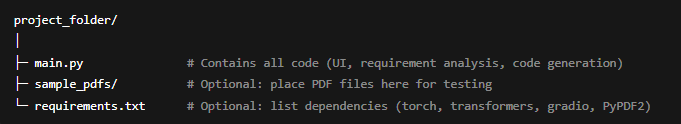 project_folder/
│
├─ main.py               # Contains all code (UI, requirement analysis, code generation)
├─ sample_pdfs/          # Optional: place PDF files here for testing
└─ requirements.txt      # Optional: list dependencies (torch, transformers, gradio, PyPDF2)